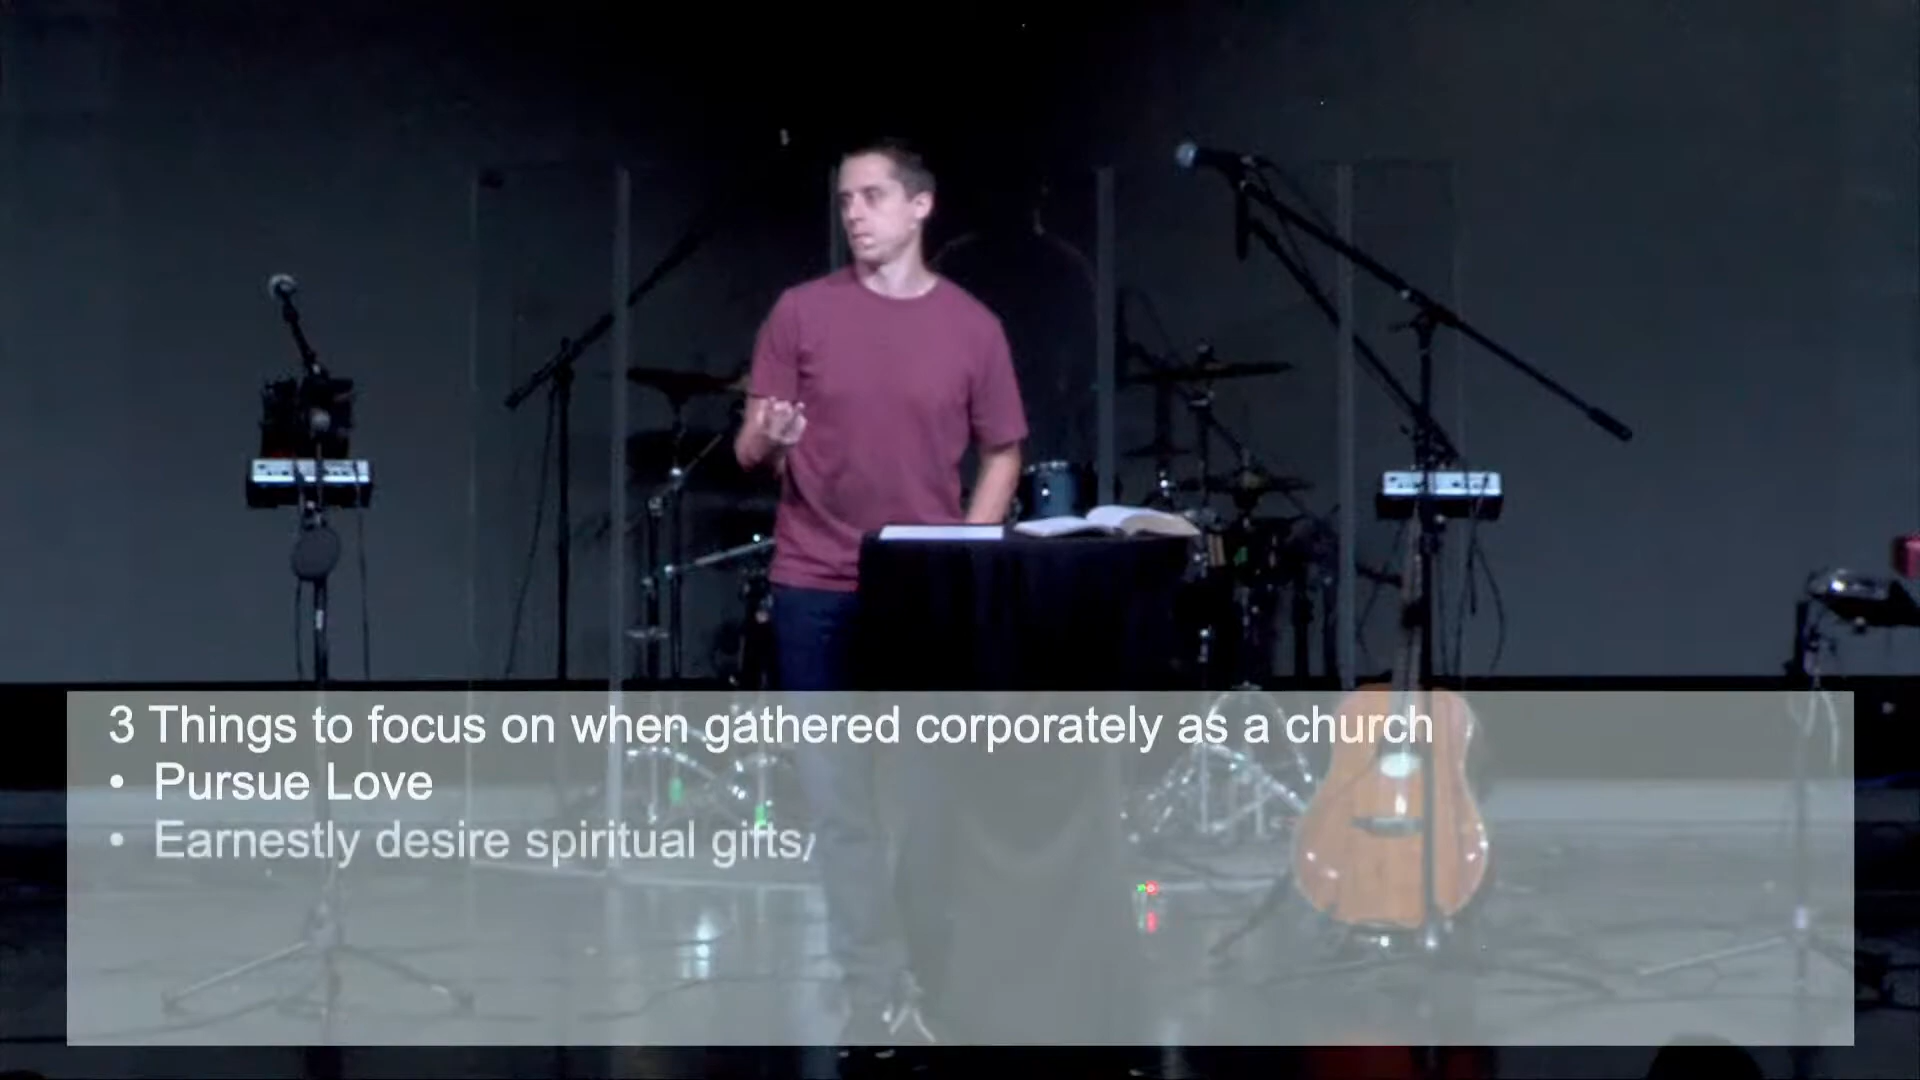 3 Things to focus on when gathered corporately as a church
• Pursue Love
• Earnestly desire spiritual gifts/